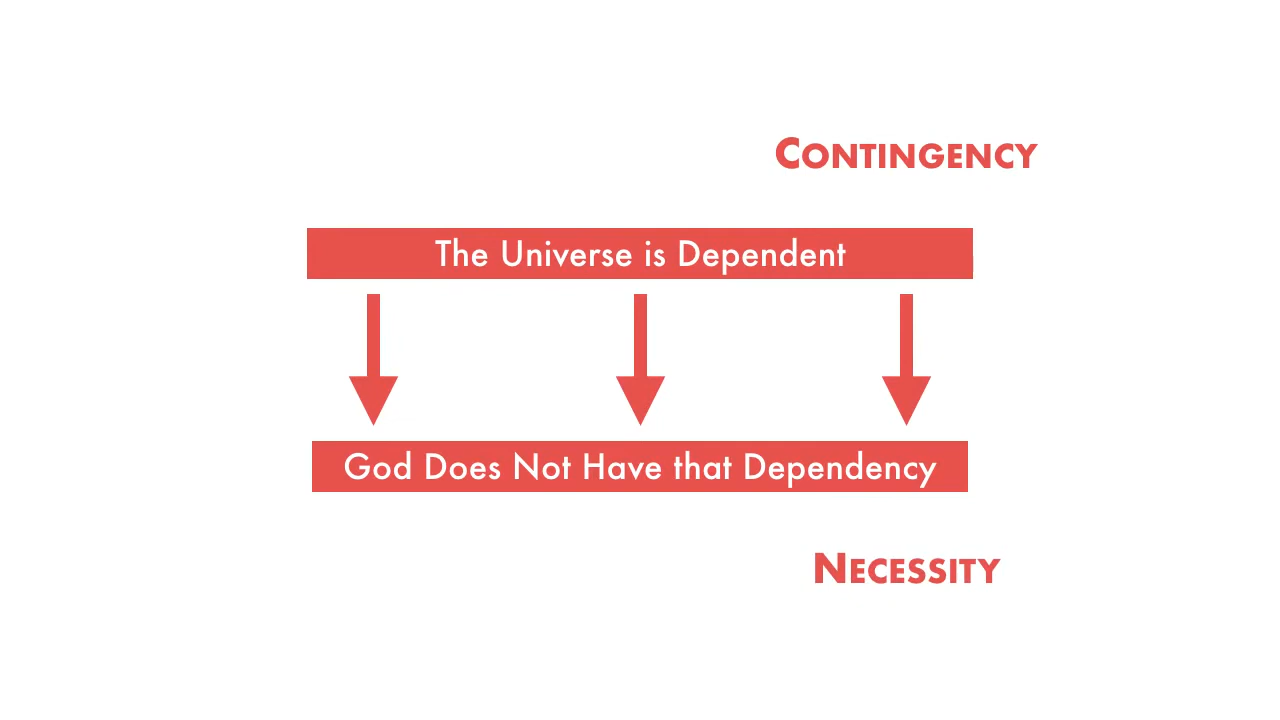 Contingency
The Universe is Dependent
God Does Not Have that Dependency
Necessity